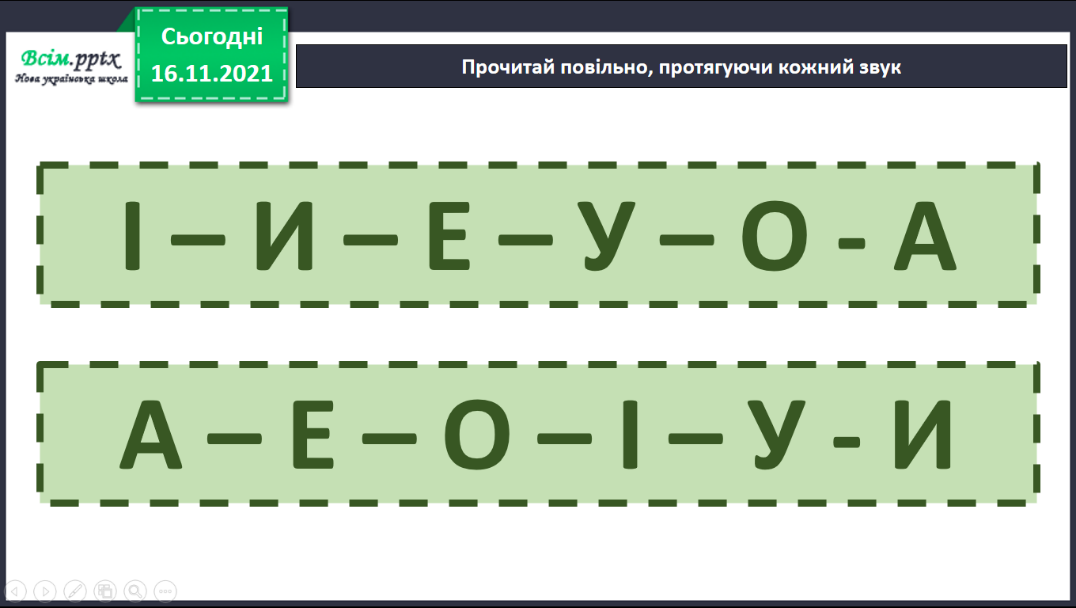 Всім.pptx
Нова українська школа
Сьогодні
16.11.2021
Прочитай повільно, протягуючи кожний звук
І – И – Е – У – О - А
А – Е – О – І – У - И